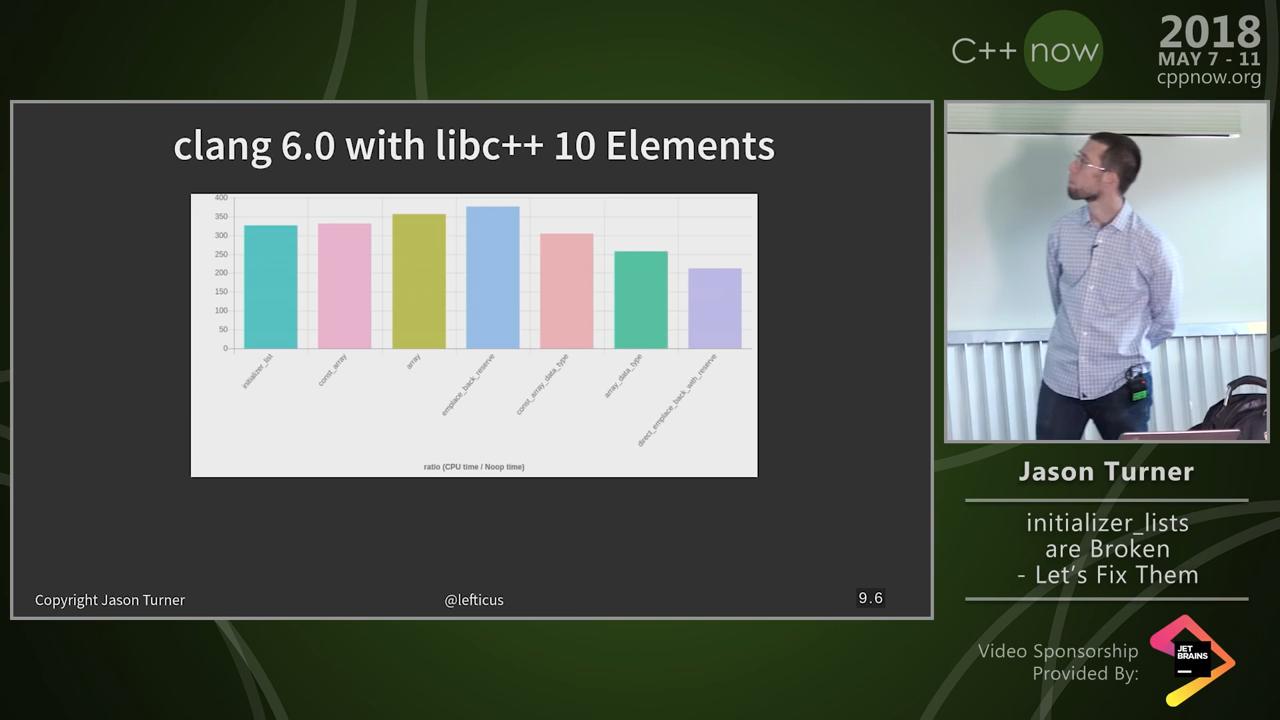 C++ now
2018
MAY 7 - 11
cppnow.org
clang 6.0 with libc++ 10 Elements
400
350
300
250
200
150
100
50
0
initializer_list
const_array
array
emplace_back_reserve
const_array_data_type
array_data_type
direct_emplace_back_with_reserve
ratio (CPU time / Noop time)
Copyright Jason Turner
@lefticus
9.6
Jason Turner
initializer_lists
are Broken
- Let’s Fix Them
Video Sponsorship
Provided By:
JET
BRAINS